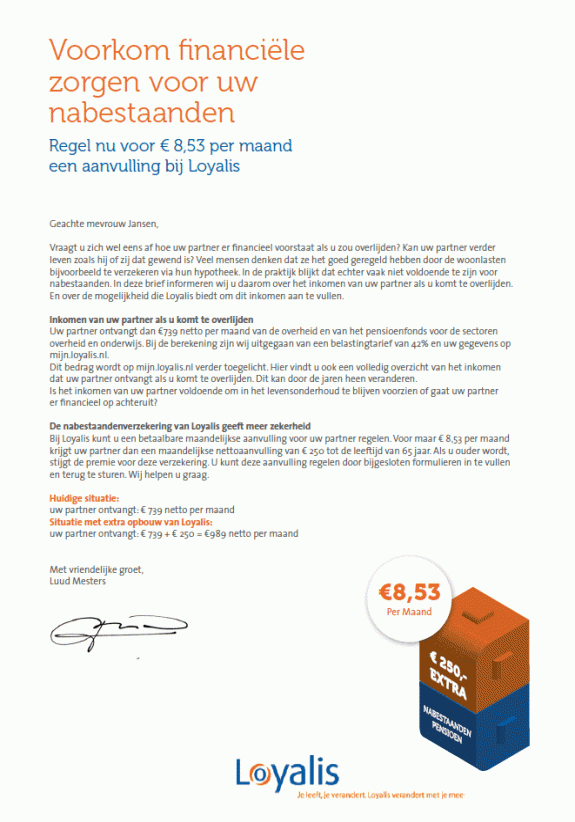 Voorkom financiële
zorgen voor uw
nabestaanden
Regel nu voor € 8,53 per maand
een aanvulling bij Loyalis
Geachte mevrouw Jansen,
Vraagt u zich wel eens af hoe uw partner er financieel voorstaat als u zou overlijden? Kan uw partner verder
leven zoals hij of zij dat gewend is? Veel mensen denken dat ze het goed geregeld hebben door de woonlasten
bijvoorbeeld te verzekeren via hun hypotheek. In de praktijk blijkt dat echter vaak niet voldoende te zijn voor
nabestaanden. In deze brief informeren wij u daarom over het inkomen van uw partner als u komt te overlijden.
En over de mogelijkheid die Loyalis biedt om dit inkomen aan te vullen.
Inkomen van uw partner als u komt te overlijden
Uw partner ontvangt dan €739 netto per maand van de overheid en van het pensioenfonds voor de sectoren
overheid en onderwijs. Bij de berekening zijn wij uitgegaan van een belastingtarief van 42% en uw gegevens op
mijn.loyalis.nl.
Dit bedrag wordt op mijn.loyalis.nl verder toegelicht. Hier vindt u ook een volledig overzicht van het inkomen
dat uw partner ontvangt als u komt te overlijden. Dit kan door de jaren heen veranderen.
Is het inkomen van uw partner voldoende om in het levensonderhoud te blijven voorzien of gaat uw partner
er financieel op achteruit?
De nabestaandenverzekering van Loyalis geeft meer zekerheid
Bij Loyalis kunt u een betaalbare maandelijkse aanvulling voor uw partner regelen. Voor maar € 8,53 per maand
krijgt uw partner dan een maandelijkse nettoaanvulling van € 250 tot de leeftijd van 65 jaar. Als u ouder wordt,
stijgt de premie voor deze verzekering. U kunt deze aanvulling regelen door bijgesloten formulieren in te vullen
en terug te sturen. Wij helpen u graag.
Huidige situatie:
uw partner ontvangt: € 739 netto per maand
Situatie met extra opbouw van Loyalis:
uw partner ontvangt: € 739 + € 250 = €989 netto per maand
Met vriendelijke groet,
Luud Mesters
€8,53
Per Maand
€ 250,-
EXTRA
NABESTAANDEN
PENSIOEN
Loyalis
Je leeft, je verandert. Loyalis verandert met je mee